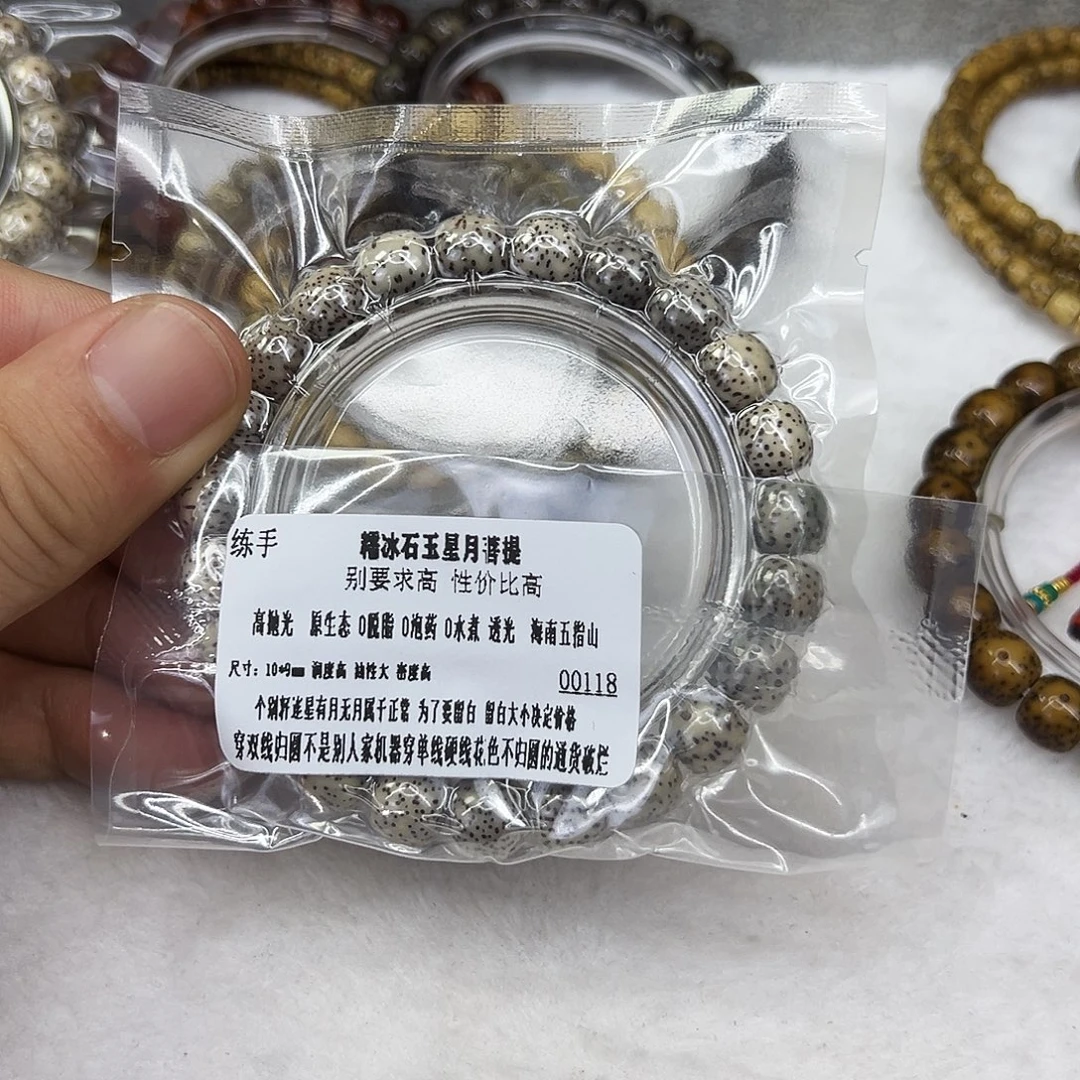 练手
糯冰石玉星月菩提
别要求高 性价比高
高抛光 原生态 0脱脂 0泡药 0水煮 透光 海南五指山
尺寸：10*9mm 润度高 油性大 密度高
00118
个别籽连星有月无月属于正常 为了要留白 留白大小决定价格
穿双线归圆不是别人家机器穿单线硬线花色不归圆的通货破烂